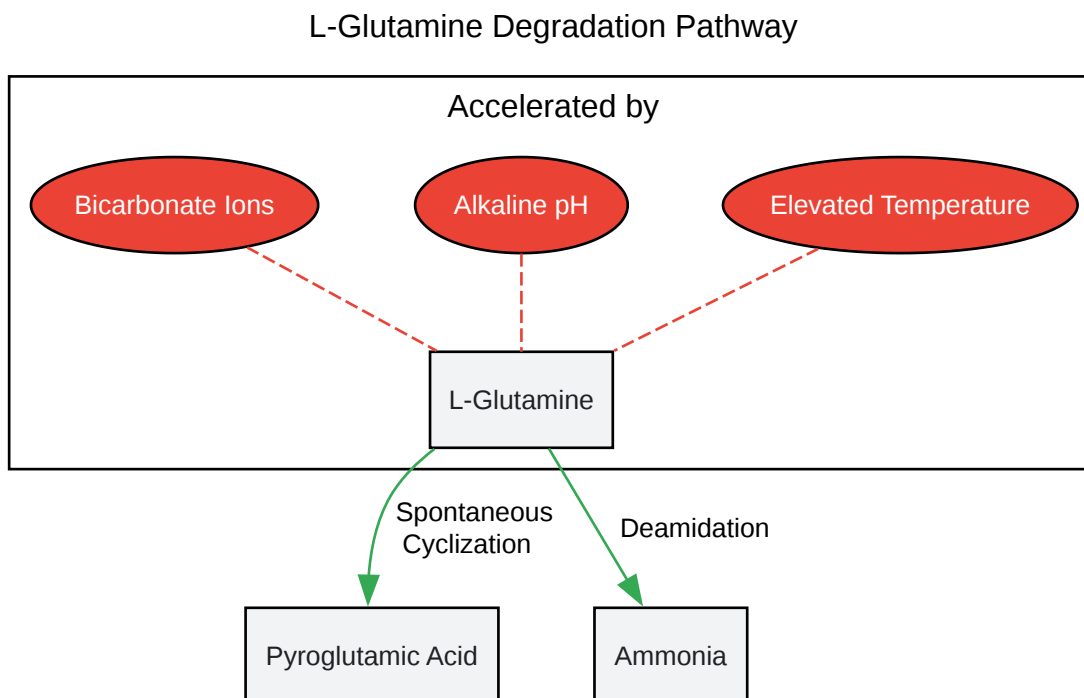 L-Glutamine Degradation Pathway
Accelerated by
Bicarbonate Ions
Alkaline pH
Elevated Temperature
L-Glutamine
Spontaneous
Cyclization
Deamidation
Pyroglutamic Acid
Ammonia